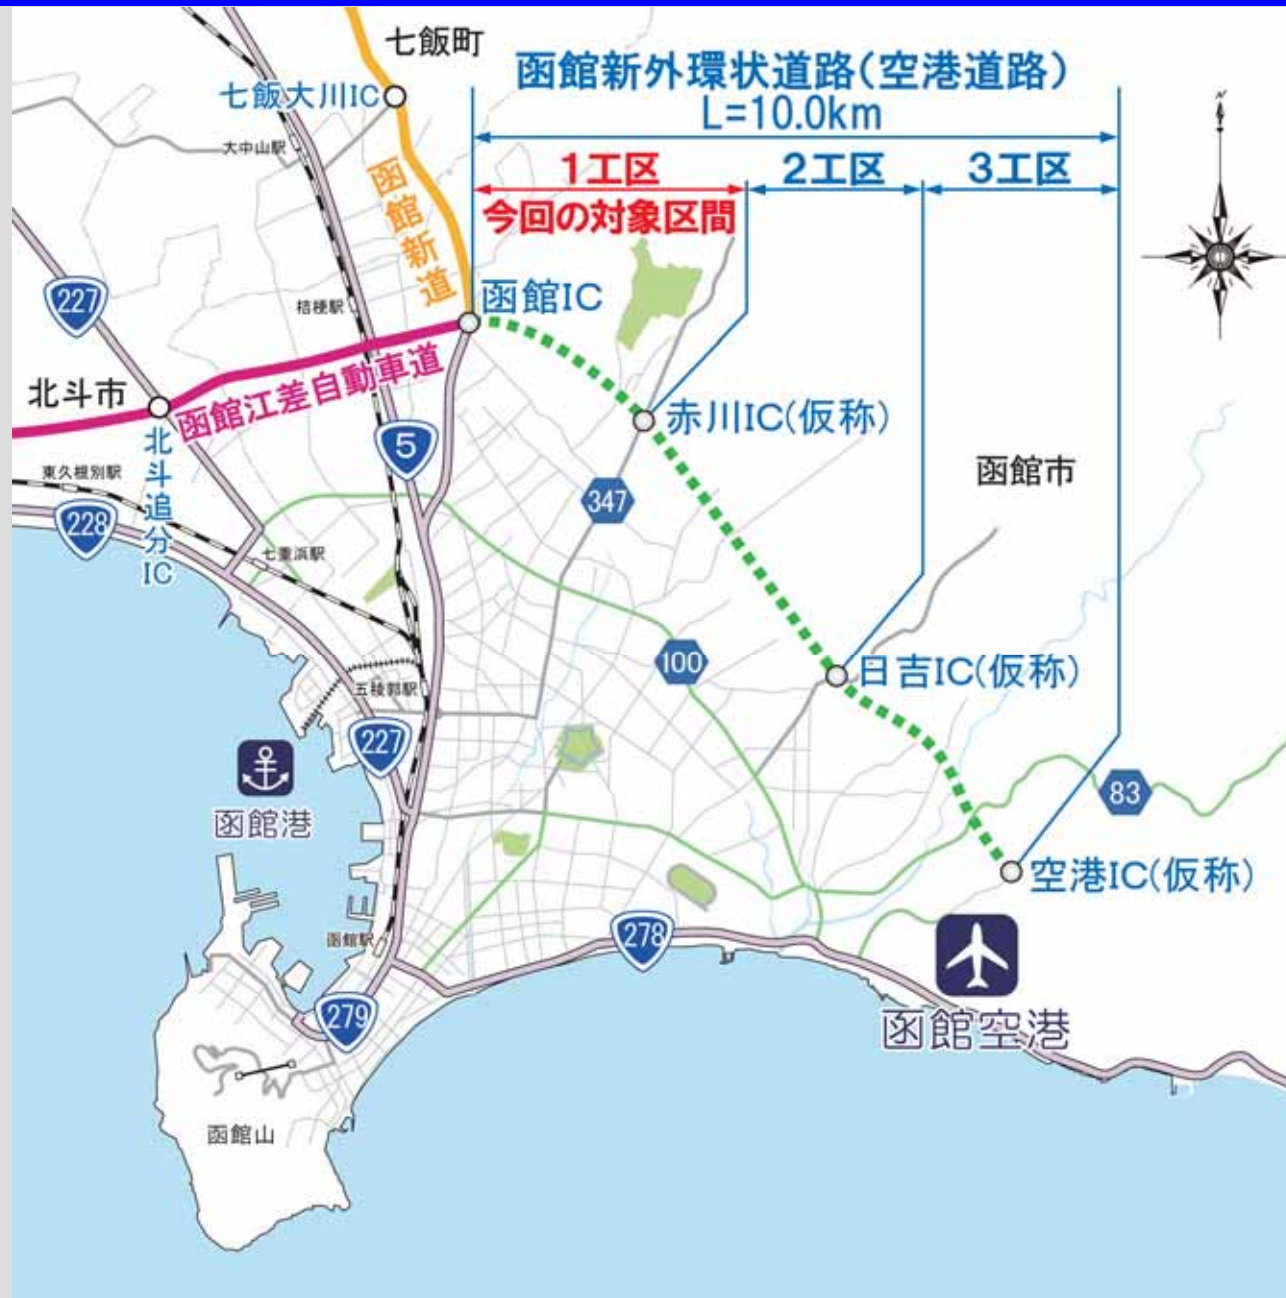 七飯町
函館新外環状道路(空港道路)
L=10.0km
七飯大川IC
大中山駅
1工区
2工区
3工区
今回の対象区間
N
函館新道
函館IC
227
桔梗駅
北斗市
函館江差自動車道
赤川IC(仮称)
5
北斗追分IC
東久根別駅
函館市
347
228
七重浜駅
100
日吉IC(仮称)
五稜郭駅
227
83
函館港
空港IC(仮称)
函館駅
278
279
函館空港
函館山